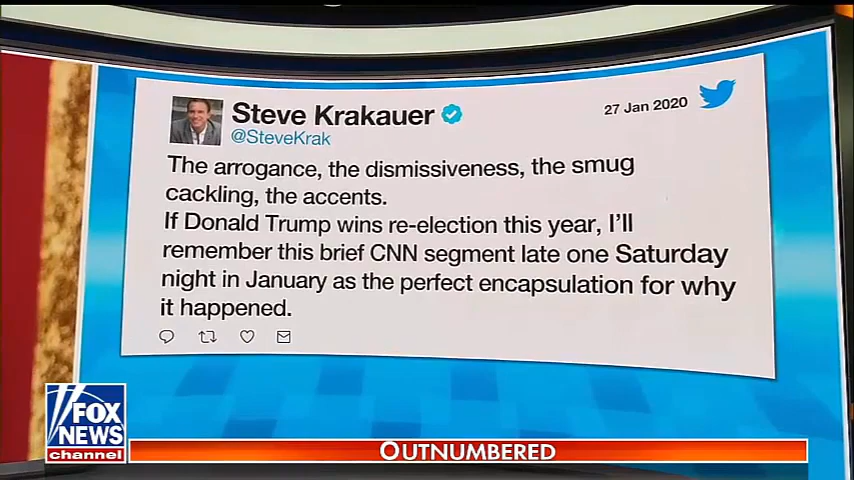 Steve Krakauer
@SteveKrak
27 Jan 2020
The arrogance, the dismissiveness, the smug
cackling, the accents.
If Donald Trump wins re-election this year, I'll
remember this brief CNN segment late one Saturday
night in January as the perfect encapsulation for why
it happened.
FOX
NEWS
channel
OUTNUMBERED